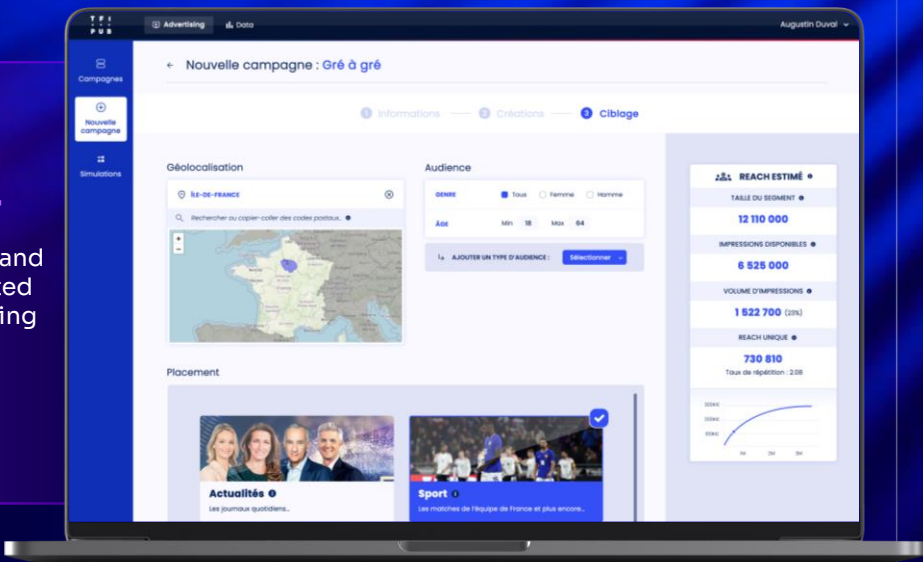 TF1
PUB
Advertising
Data
Augustin Duval
Campagnes
Nouvelle campagne
Simulations
← Nouvelle campagne : Gré à gré
1 Informations
2 Créations
3 Ciblage
and
ted
ing
Géolocalisation
ÎLE-DE-FRANCE
Rechercher ou copier-coller des codes postaux.
+
-
Audience
GENRE
Tous
Femme
Homme
ÂGE
Min 18 Max 64
AJOUTER UN TYPE D'AUDIENCE :
Sélectionner
Placement
Actualités
Les journaux quotidiens...
Sport
Les matches de l'équipe de France et plus encore...
REACH ESTIMÉ
TAILLE DU SEGMENT
12 110 000
IMPRESSIONS DISPONIBLES
6 525 000
VOLUME D'IMPRESSIONS
1 522 700 (23%)
REACH UNIQUE
730 810
Taux de répétition : 2.08